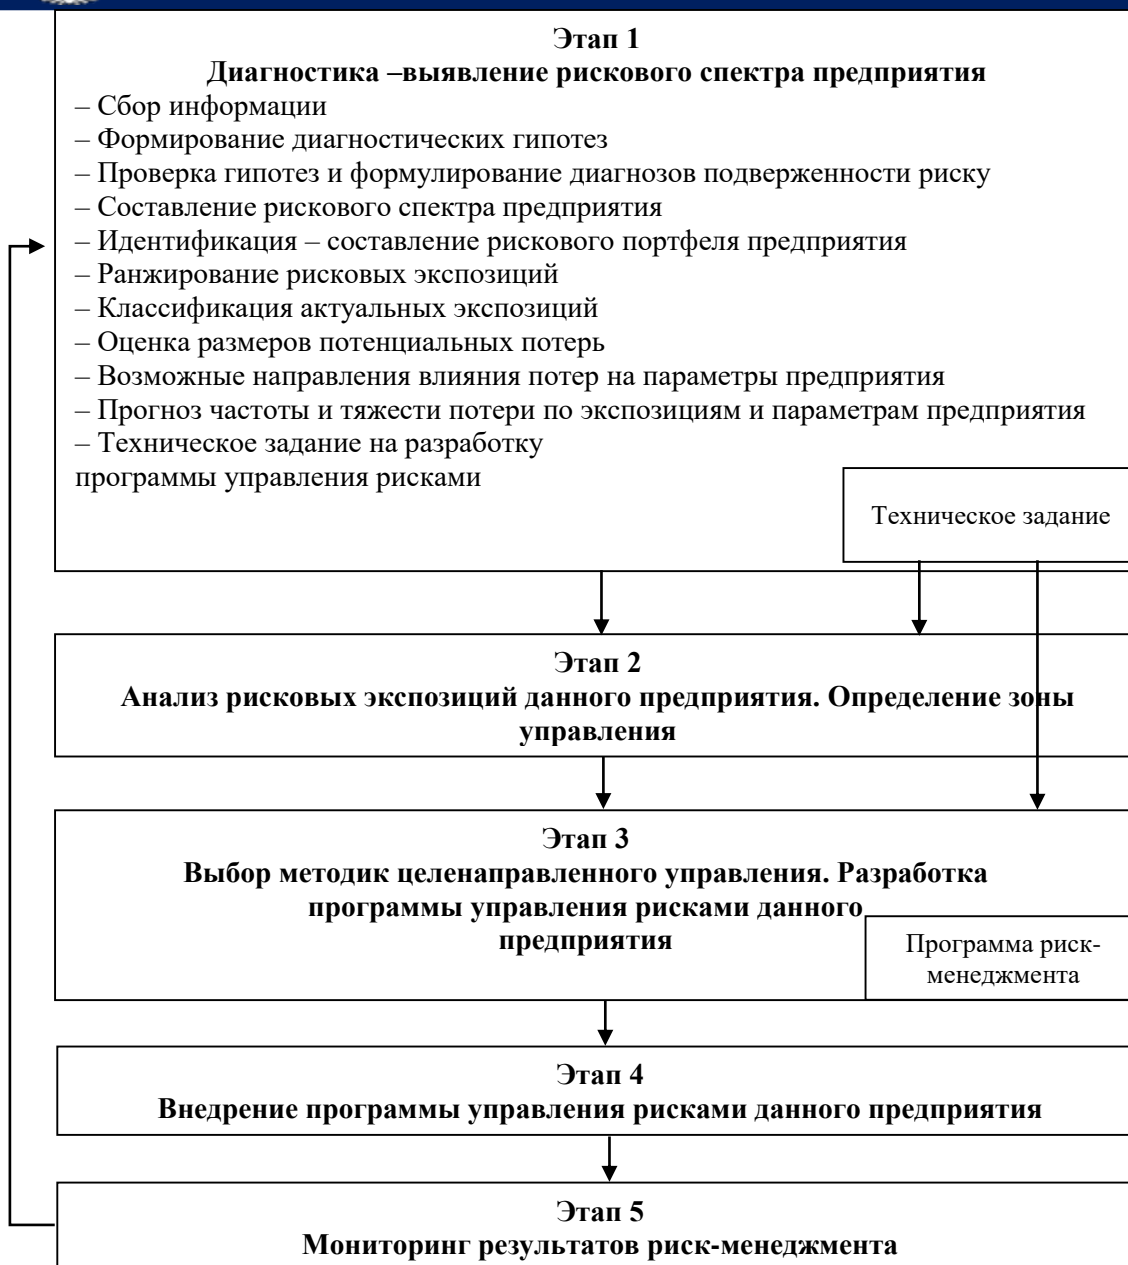 Этап 1
Диагностика –выявление рискового спектра предприятия
– Сбор информации
– Формирование диагностических гипотез
– Проверка гипотез и формулирование диагнозов подверженности риску
– Составление рискового спектра предприятия
– Идентификация – составление рискового портфеля предприятия
– Ранжирование рисковых экспозиций
– Классификация актуальных экспозиций
– Оценка размеров потенциальных потерь
– Возможные направления влияния потер на параметры предприятия
– Прогноз частоты и тяжести потери по экспозициям и параметрам предприятия
– Техническое задание на разработку
программы управления рисками
Техническое задание
Этап 2
Анализ рисковых экспозиций данного предприятия. Определение зоны
управления
Этап 3
Выбор методик целенаправленного управления. Разработка
программы управления рисками данного
предприятия
Программа риск-
менеджмента
Этап 4
Внедрение программы управления рисками данного предприятия
Этап 5
Мониторинг результатов риск-менеджмента